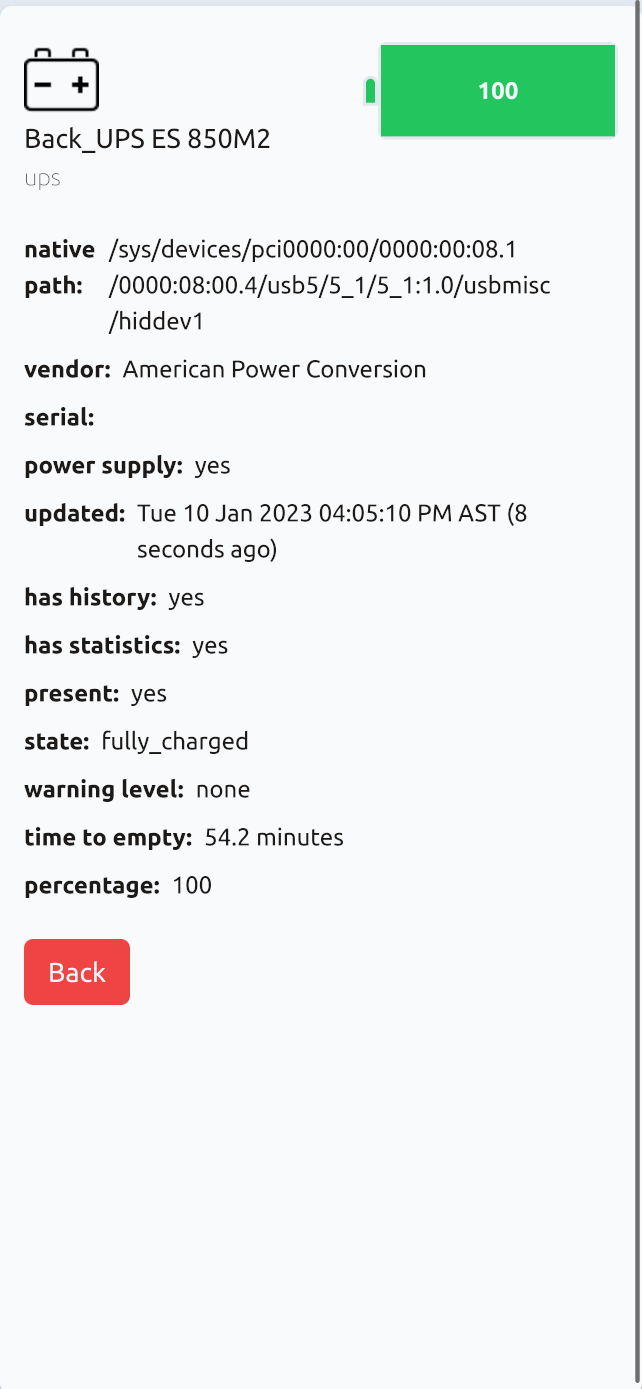 100
Back_UPS ES 850M2
ups
native path: /sys/devices/pci0000:00/0000:00:08.1
/0000:08:00.4/usb5/5_1/5_1:1.0/usbmisc
/hiddev1
vendor: American Power Conversion
serial:
power supply: yes
updated: Tue 10 Jan 2023 04:05:10 PM AST (8
seconds ago)
has history: yes
has statistics: yes
present: yes
state: fully_charged
warning level: none
time to empty: 54.2 minutes
percentage: 100
Back